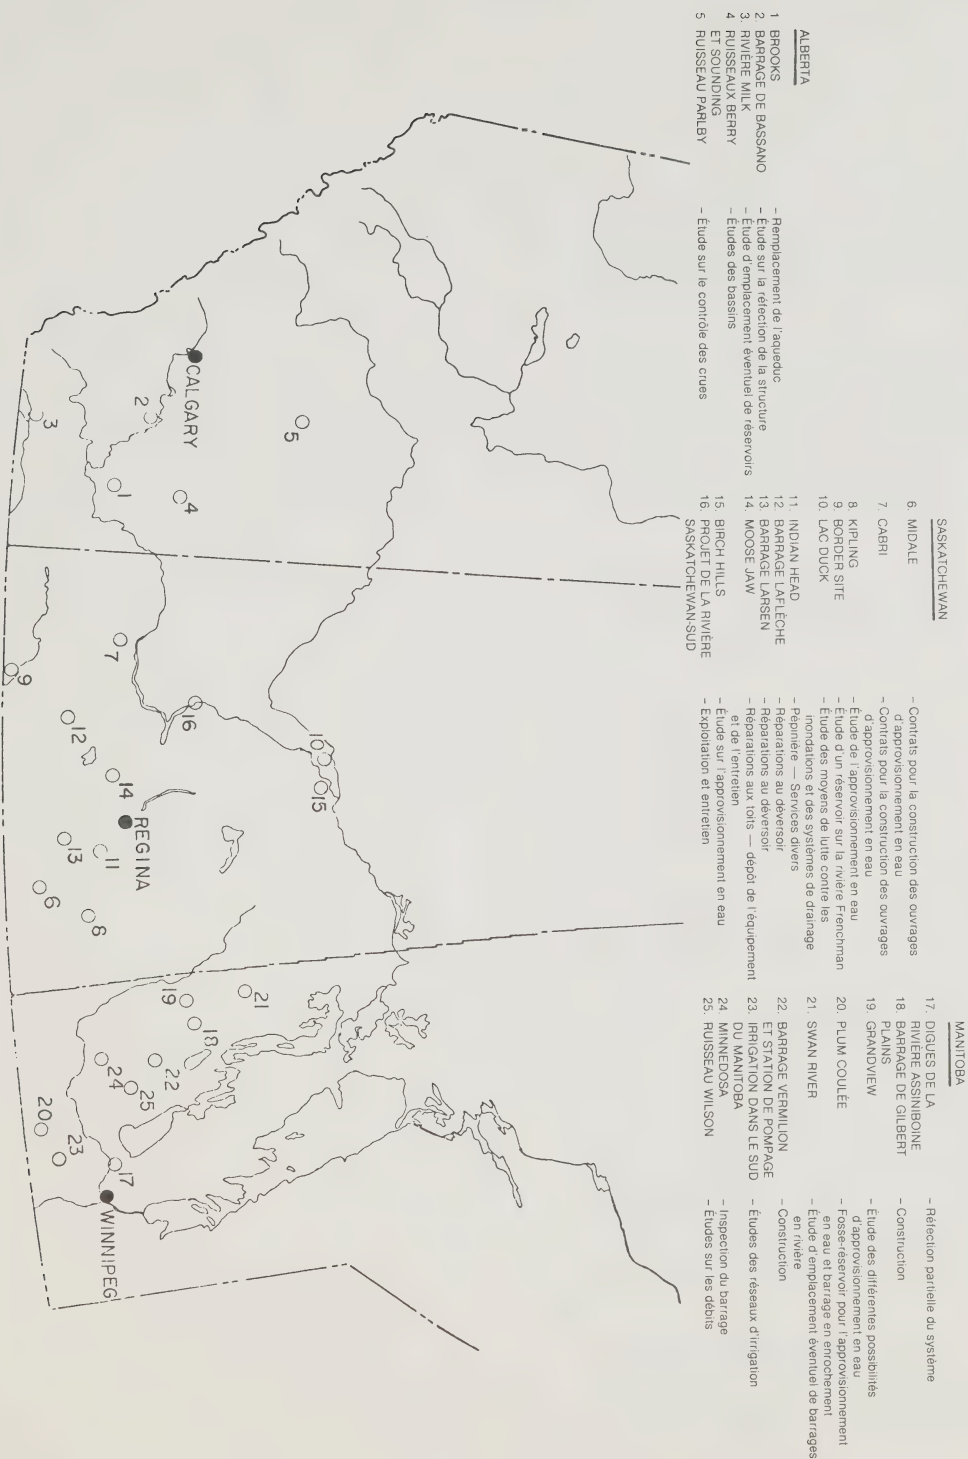 ALBERTA
1 BROOKS
2. BARRAGE DE BASSANO
3. RIVIÈRE MILK
4 RUISSEAUX BERRY
ET SOUNDING
5 RUISSEAU PARLBY
– Remplacement de l'aqueduc
– Étude sur la réfection de la structure
– Étude d'emplacement éventuel de réservoirs
– Études des bassins
– Étude sur le contrôle des crues
SASKATCHEWAN
6. MIDALE
7. CABRI
8. KIPLING
9. BORDER SITE
10. LAC DUCK
11. INDIAN HEAD
12. BARRAGE LAFLÈCHE
13. BARRAGE LARSEN
14. MOOSE JAW
15. BIRCH HILLS
16. PROJET DE LA RIVIÈRE
SASKATCHEWAN-SUD
– Contrats pour la construction des ouvrages
d'approvisionnement en eau
– Contrats pour la construction des ouvrages
d'approvisionnement en eau
– Étude de l'approvisionnement en eau
– Étude d'un réservoir sur la rivière Frenchman
– Étude des moyens de lutte contre les
inondations et des systèmes de drainage
– Pépinière — Services divers
– Réparations au déversoir
– Réparations au déversoir
– Réparations aux toits — dépôt de l'équipement
et de l'entretien
– Étude sur l'approvisionnement en eau
– Exploitation et entretien
MANITOBA
17. DIGUES DE LA
RIVIÈRE ASSINIBOINE
18. BARRAGE DE GILBERT
PLAINS
19. GRANDVIEW
20. PLUM COULÉE
21. SWAN RIVER
22. BARRAGE VERMILION
ET STATION DE POMPAGE
23. IRRIGATION DANS LE SUD
DU MANITOBA
24. MINNEDOSA
25. RUISSEAU WILSON
– Réfection partielle du système
– Construction
– Étude des différentes possibilités
d'approvisionnement en eau
– Fosse-réservoir pour l'approvisionnement
en eau et barrage en enrochement
– Étude d'emplacement éventuel de barrages
en rivière
– Construction
– Études des réseaux d'irrigation
– Inspection du barrage
– Études sur les débits
5
CALGARY
2
4
3
1
16
10
15
7
9
12
14
REGINA
11
13
6
8
21
19
18
22
24
25
20
23
17
WINNIPEG